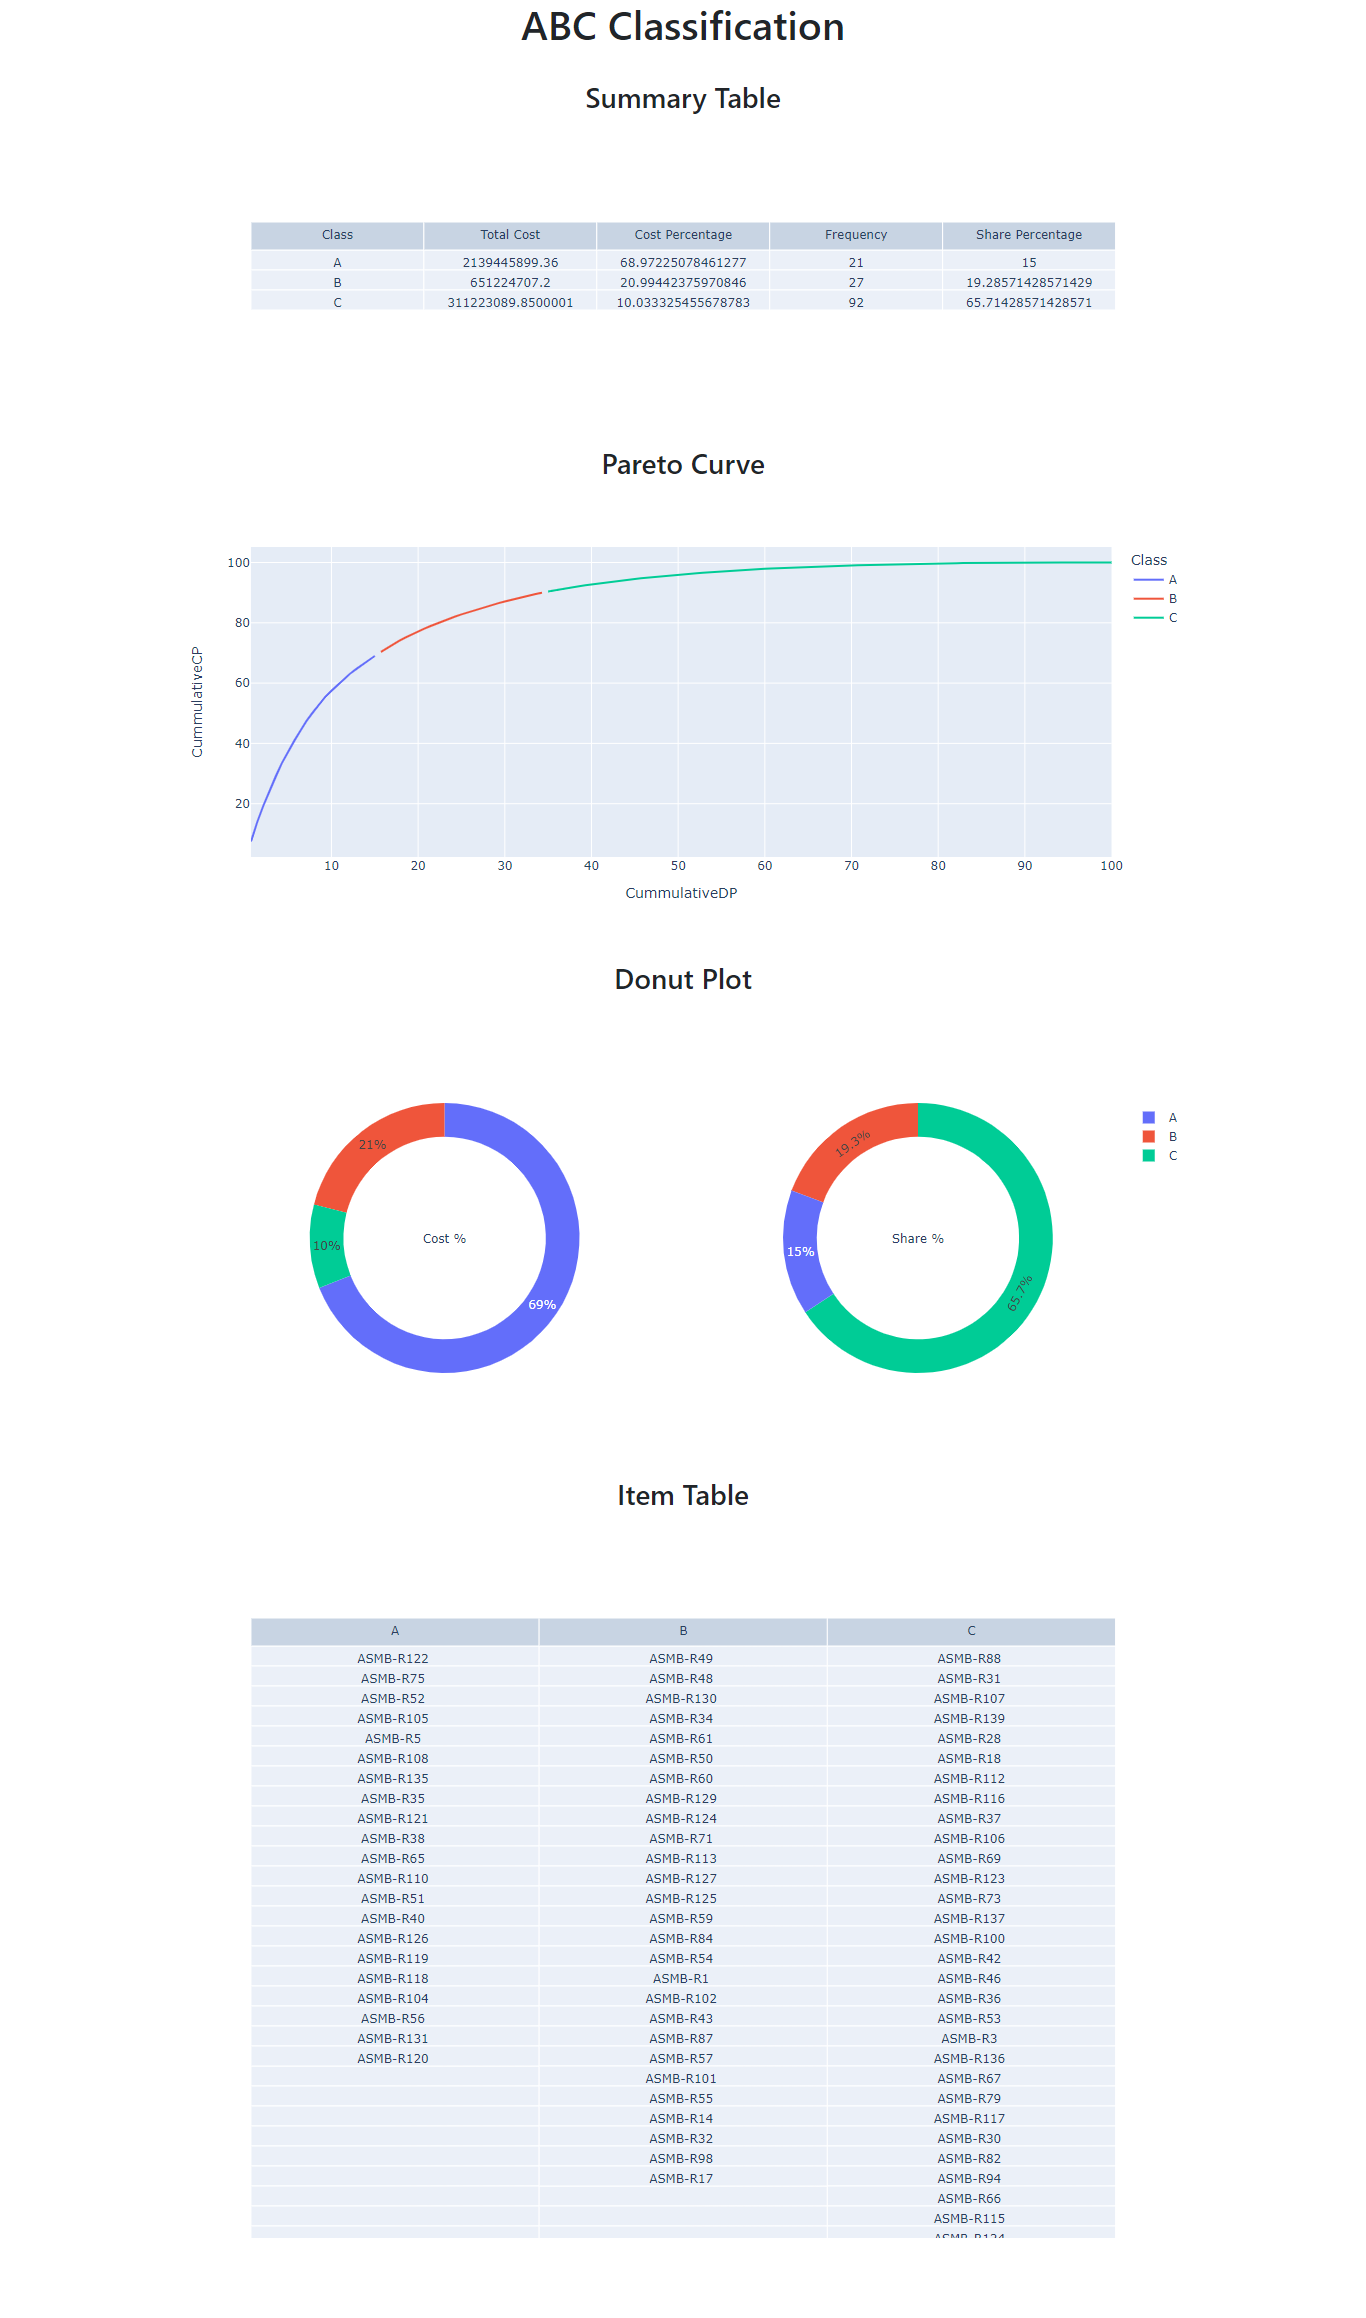 ABC Classification
Summary Table
Class Total Cost Cost Percentage Frequency Share Percentage
A 2139445899.36 68.97225078461277 21 15
B 651224707.2 20.99442375970846 27 19.28571428571429
C 311223089.8500001 10.033325455678783 92 65.71428571428571
Pareto Curve
100
80
60
40
20
CummulativeCP
10 20 30 40 50 60 70 80 90 100
CummulativeDP
Class
A
B
C
Donut Plot
21%
10%
69%
Cost %
19.3%
15%
65.7%
Share %
A
B
C
Item Table
A B C
ASMB-R122 ASMB-R49 ASMB-R88
ASMB-R75 ASMB-R48 ASMB-R31
ASMB-R52 ASMB-R130 ASMB-R107
ASMB-R105 ASMB-R34 ASMB-R139
ASMB-R5 ASMB-R61 ASMB-R28
ASMB-R108 ASMB-R50 ASMB-R18
ASMB-R135 ASMB-R60 ASMB-R112
ASMB-R35 ASMB-R129 ASMB-R116
ASMB-R121 ASMB-R124 ASMB-R37
ASMB-R38 ASMB-R71 ASMB-R106
ASMB-R65 ASMB-R113 ASMB-R69
ASMB-R110 ASMB-R127 ASMB-R123
ASMB-R51 ASMB-R125 ASMB-R73
ASMB-R40 ASMB-R59 ASMB-R137
ASMB-R126 ASMB-R84 ASMB-R100
ASMB-R119 ASMB-R54 ASMB-R42
ASMB-R118 ASMB-R1 ASMB-R46
ASMB-R104 ASMB-R102 ASMB-R36
ASMB-R56 ASMB-R43 ASMB-R53
ASMB-R131 ASMB-R87 ASMB-R3
ASMB-R120 ASMB-R57 ASMB-R136
ASMB-R101 ASMB-R67
ASMB-R55 ASMB-R79
ASMB-R14 ASMB-R117
ASMB-R32 ASMB-R30
ASMB-R98 ASMB-R82
ASMB-R17 ASMB-R94
ASMB-R66
ASMB-R115